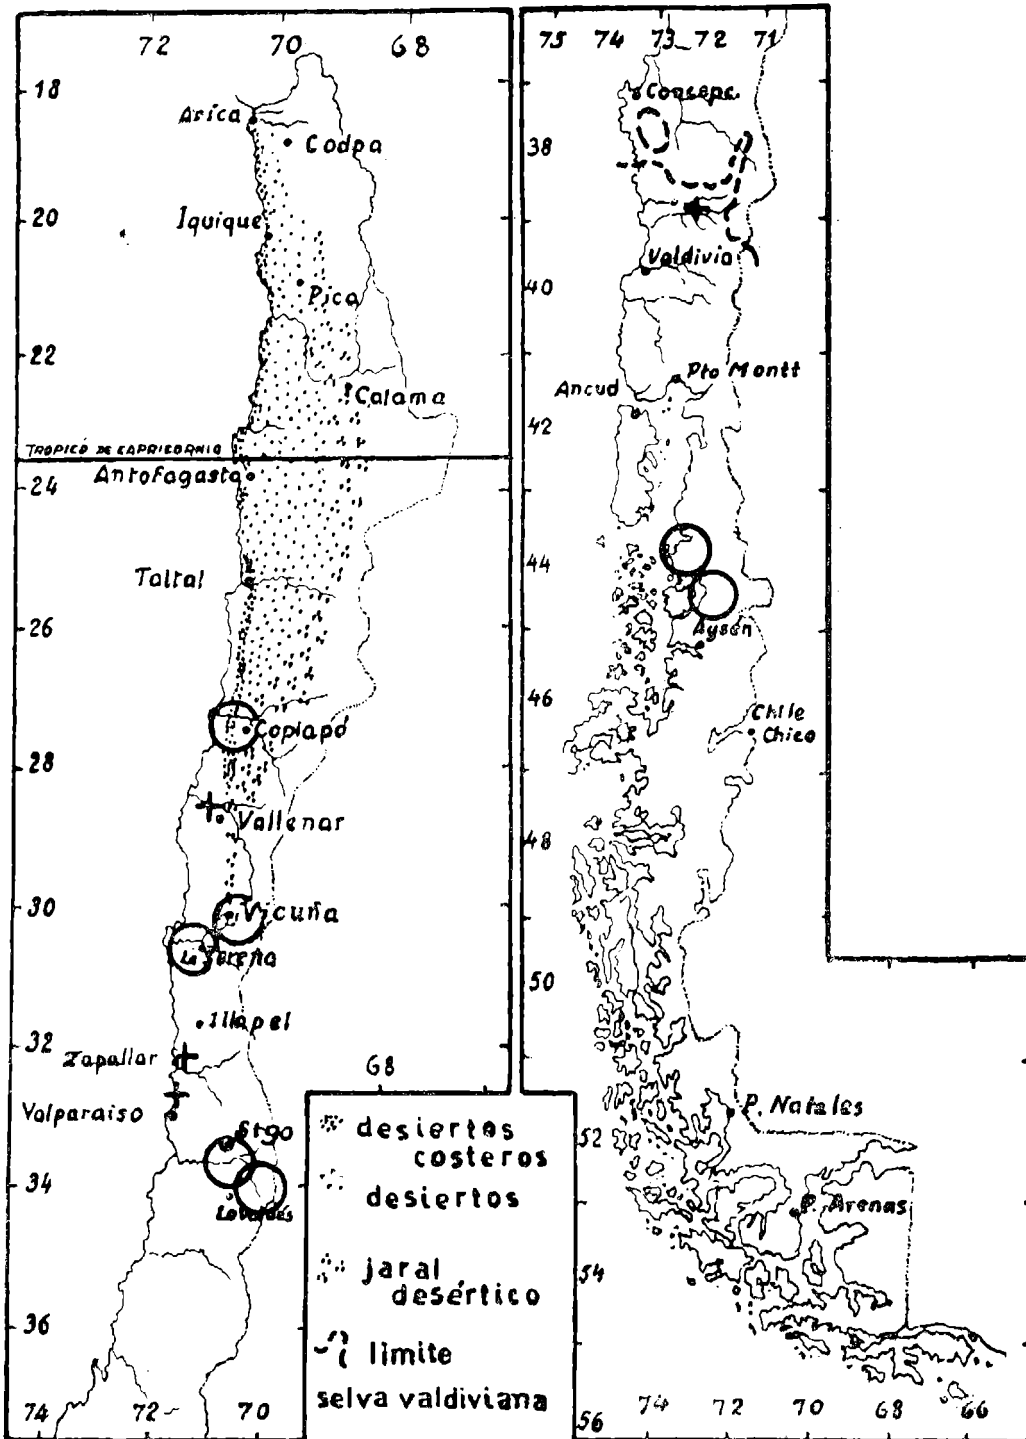 72 70 68
18
Arica
Codpa
20
Iquique
Pica
22
Calama
TROPICO DE CAPRICORNIO
Antofagasta
24
Taltal
26
Copiapó
28
Vallenar
30
Vicuña
La Serena
Illapel
32
Zapallar
68
Valparaiso
Stgo
34
Lo Valdés
36
74 72 70
desiertos
costeros
desiertos
jaral
desértico
limite
selva valdiviana
75 74 73 72 71
Concepc.
38
Valdivia
40
Pto Montt
Ancud
42
44
Aysen
46
Chile
Chico
48
50
P. Natales
52
P. Arenas
54
56
74 72 70 68 66